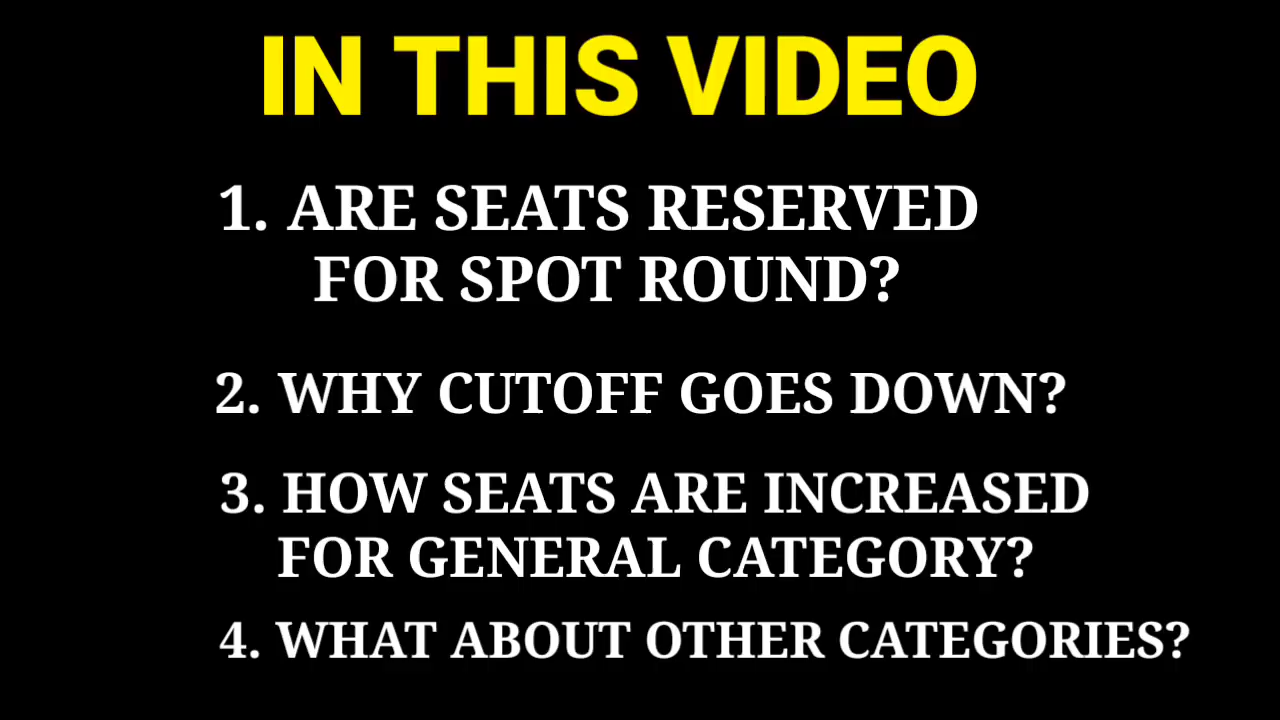 IN THIS VIDEO
1. ARE SEATS RESERVED
FOR SPOT ROUND?
2. WHY CUTOFF GOES DOWN?
3. HOW SEATS ARE INCREASED
FOR GENERAL CATEGORY?
4. WHAT ABOUT OTHER CATEGORIES?